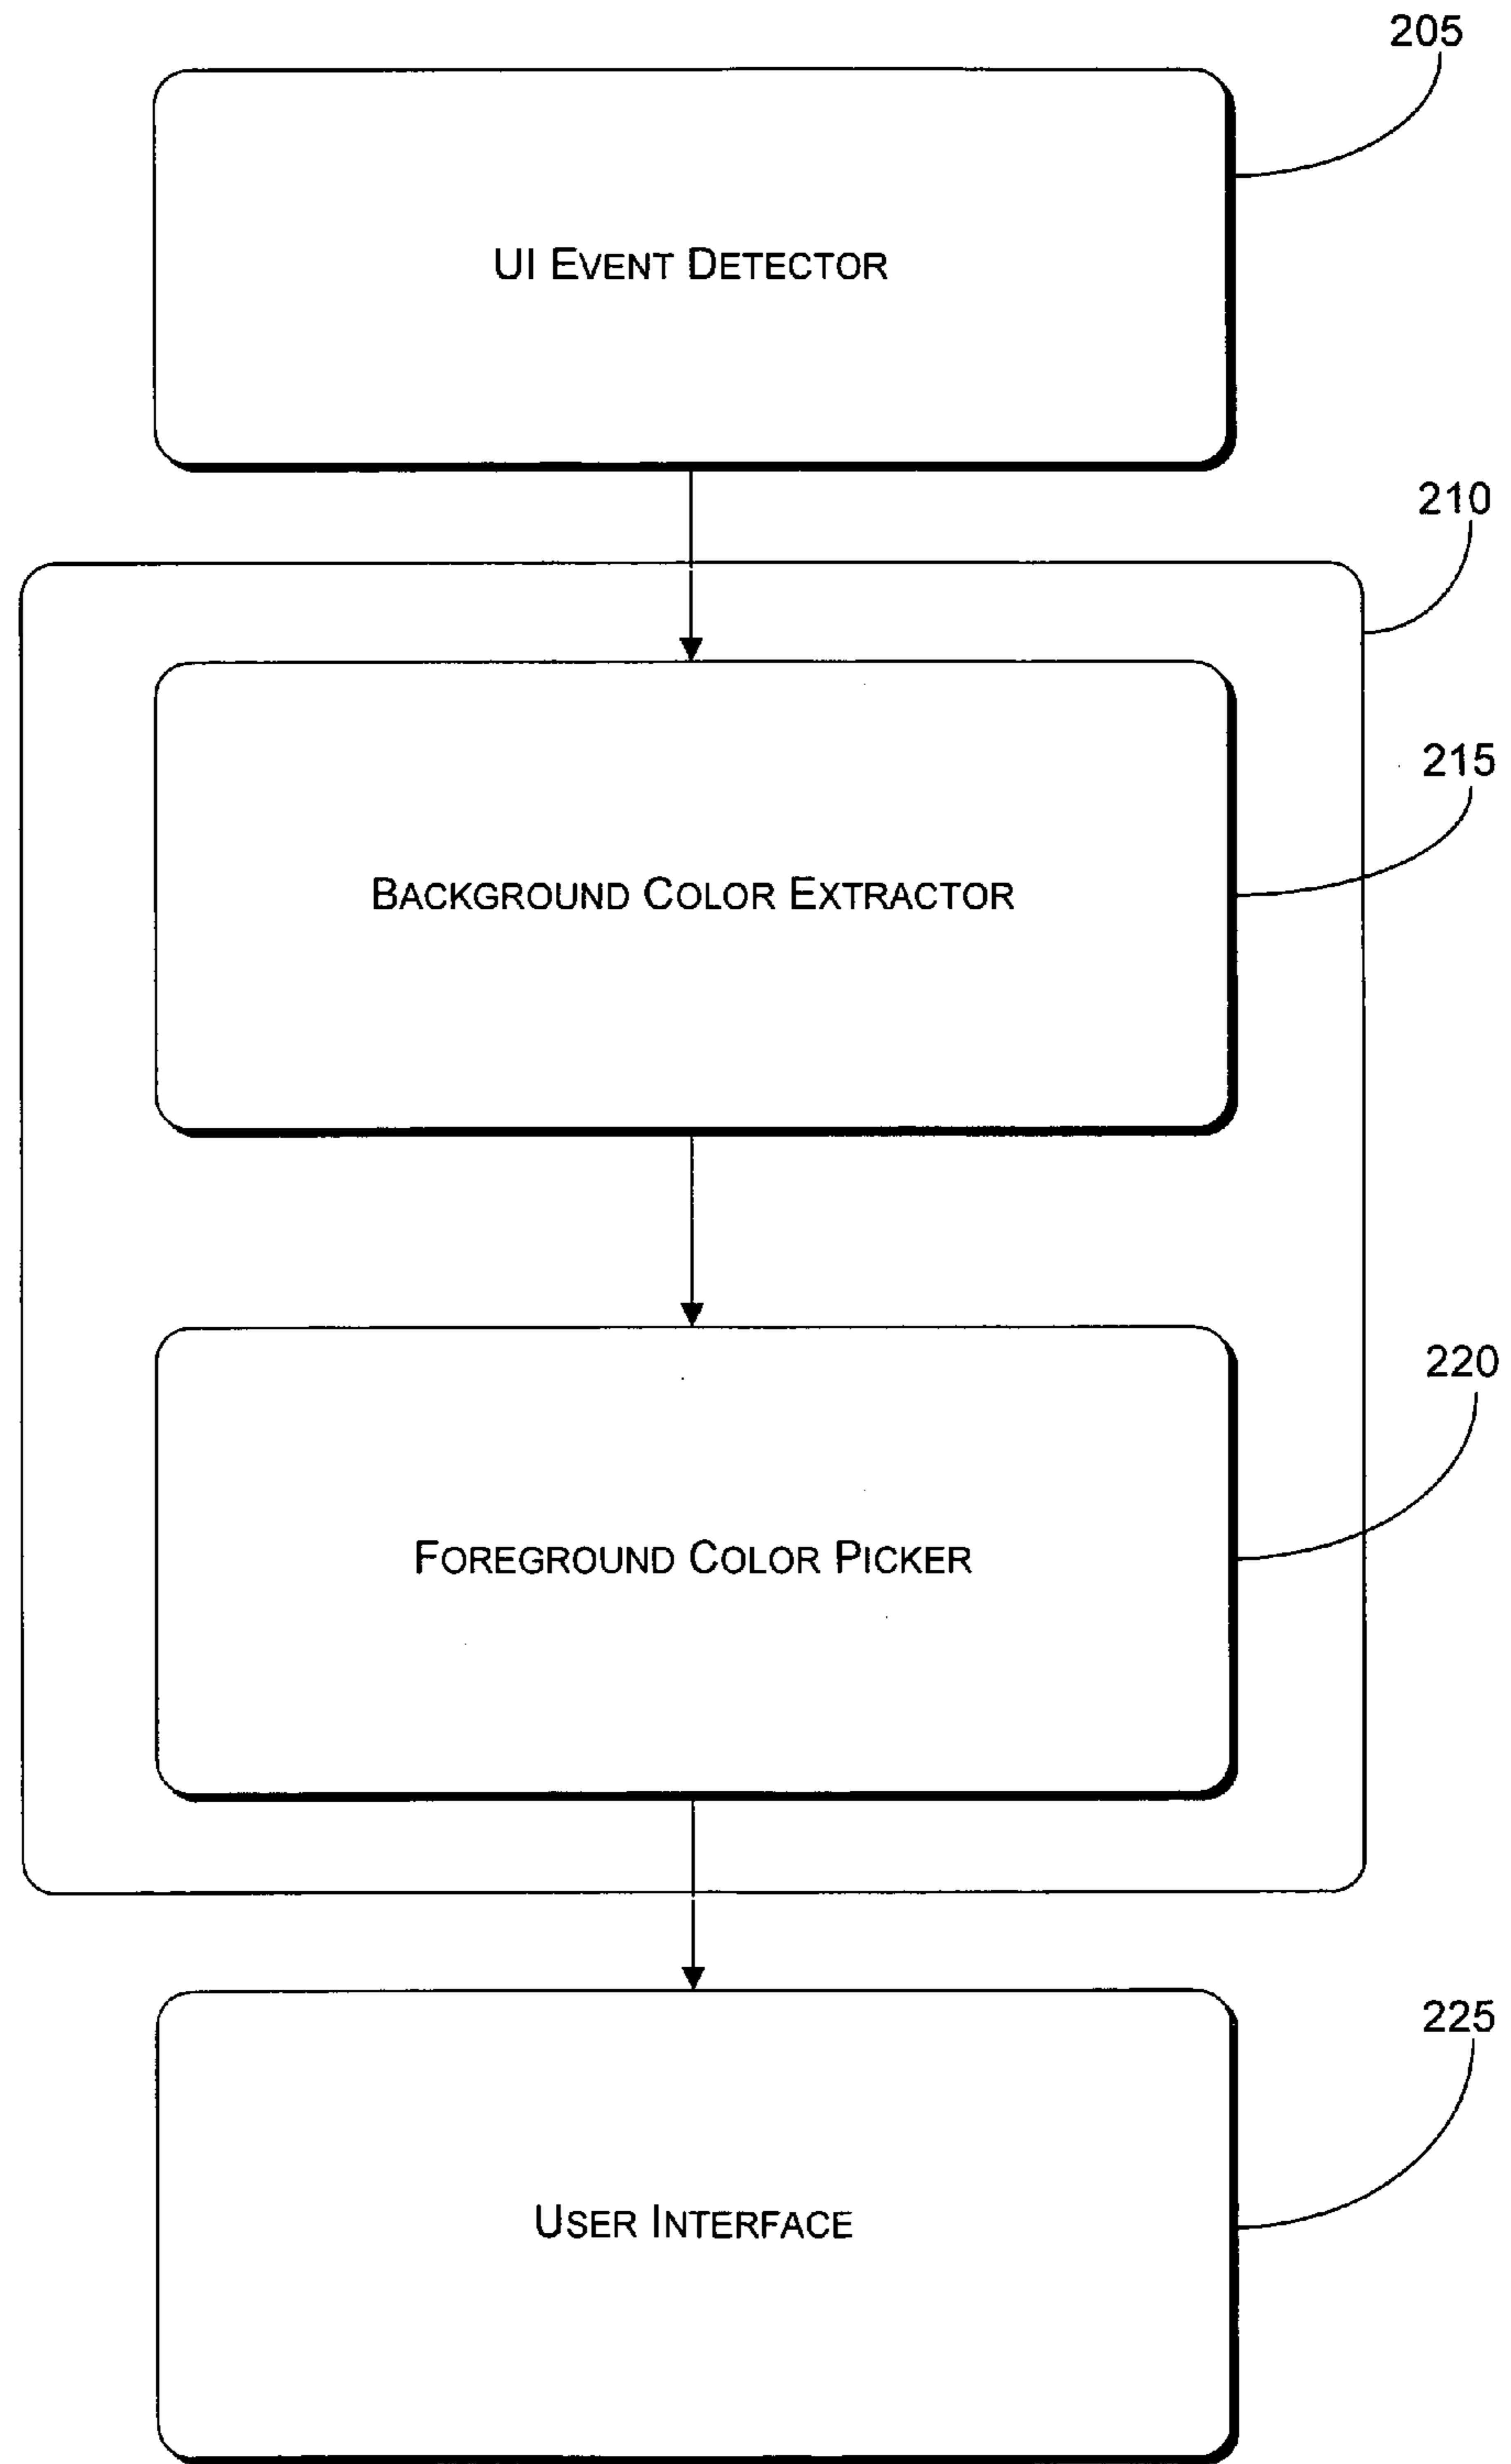 205
UI EVENT DETECTOR
210
215
BACKGROUND COLOR EXTRACTOR
220
FOREGROUND COLOR PICKER
225
USER INTERFACE